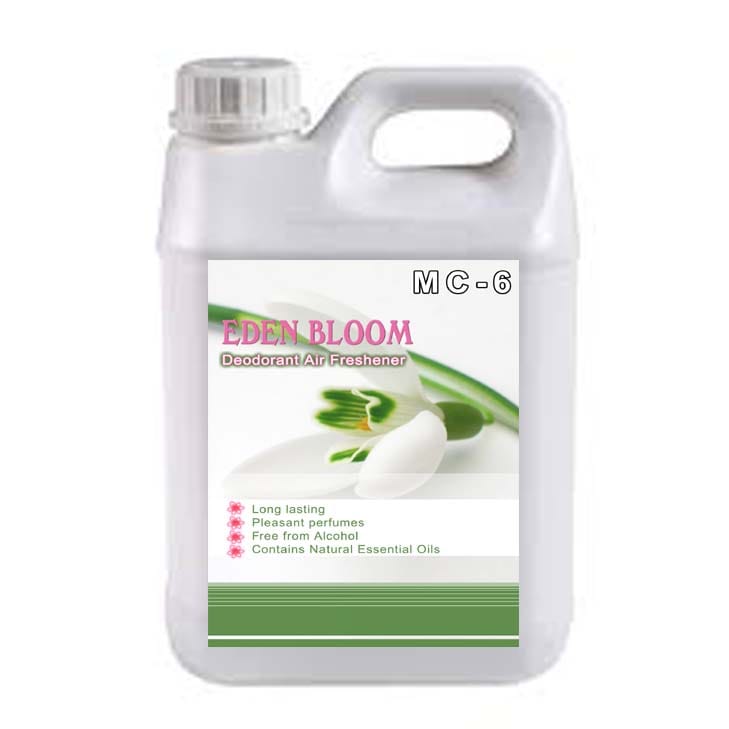 MC-6
EDEN BLOOM
Deodorant Air Freshener
Long lasting
Pleasant perfumes
Free from Alcohol
Contains Natural Essential Oils